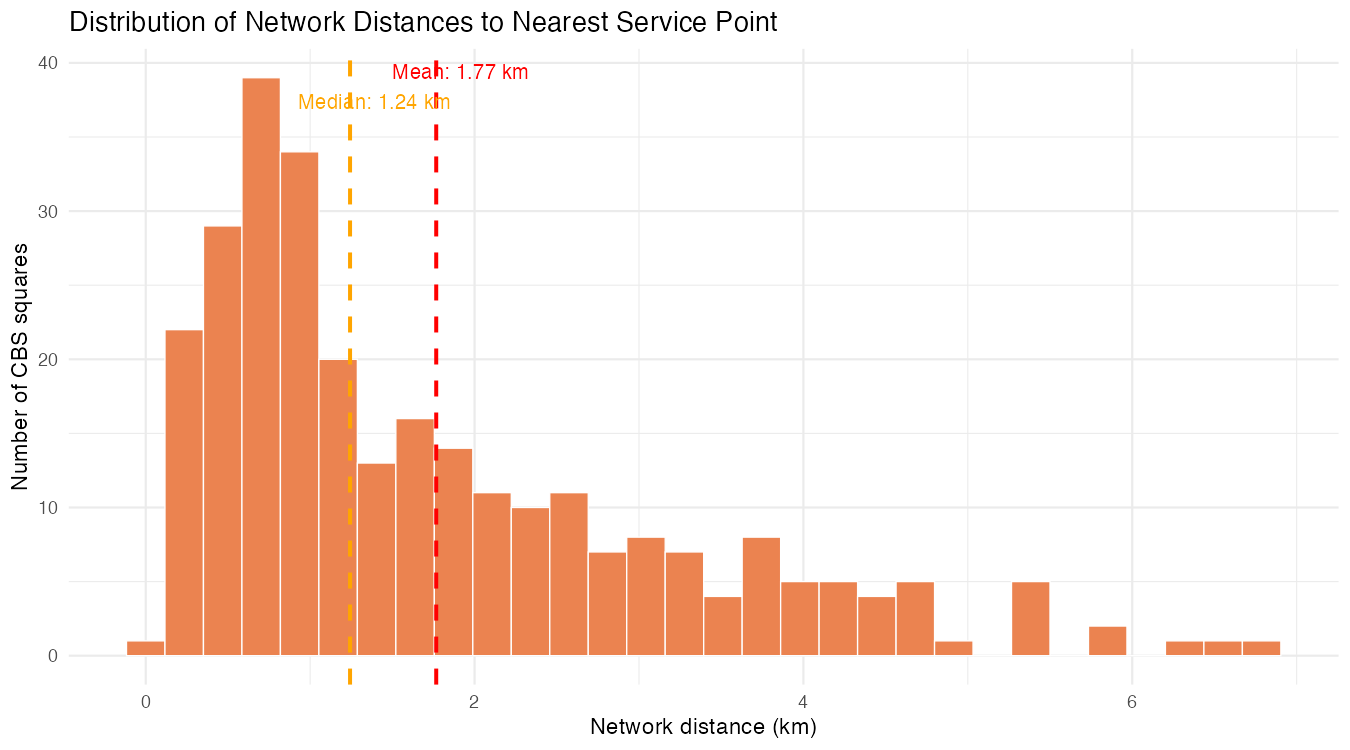 Distribution of Network Distances to Nearest Service Point
Mean: 1.77 km
Median: 1.24 km
Number of CBS squares
40
30
20
10
0
0
2
4
6
Network distance (km)